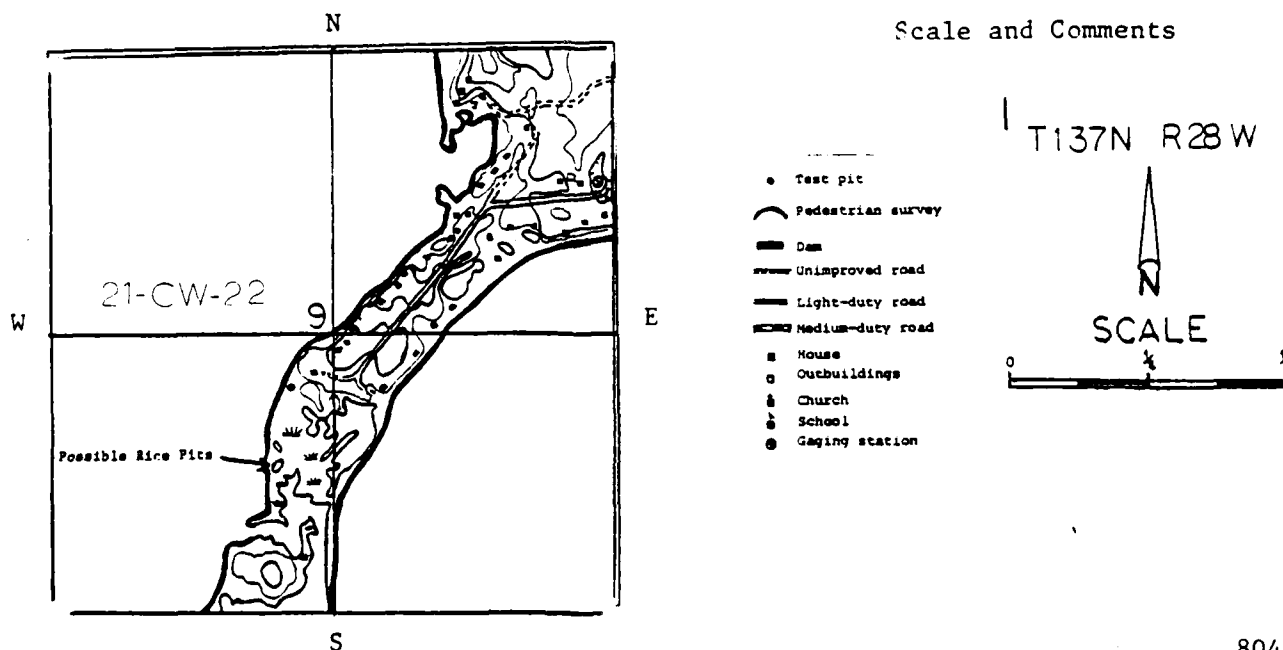 N
Scale and Comments
T137N R28W
Test pit
Pedestrian survey
Dam
Unimproved road
Light-duty road
Medium-duty road
House
Outbuildings
Church
School
Gaging station
N
SCALE
0
21-CW-22
9
W
E
Possible Rice Pits
S
804